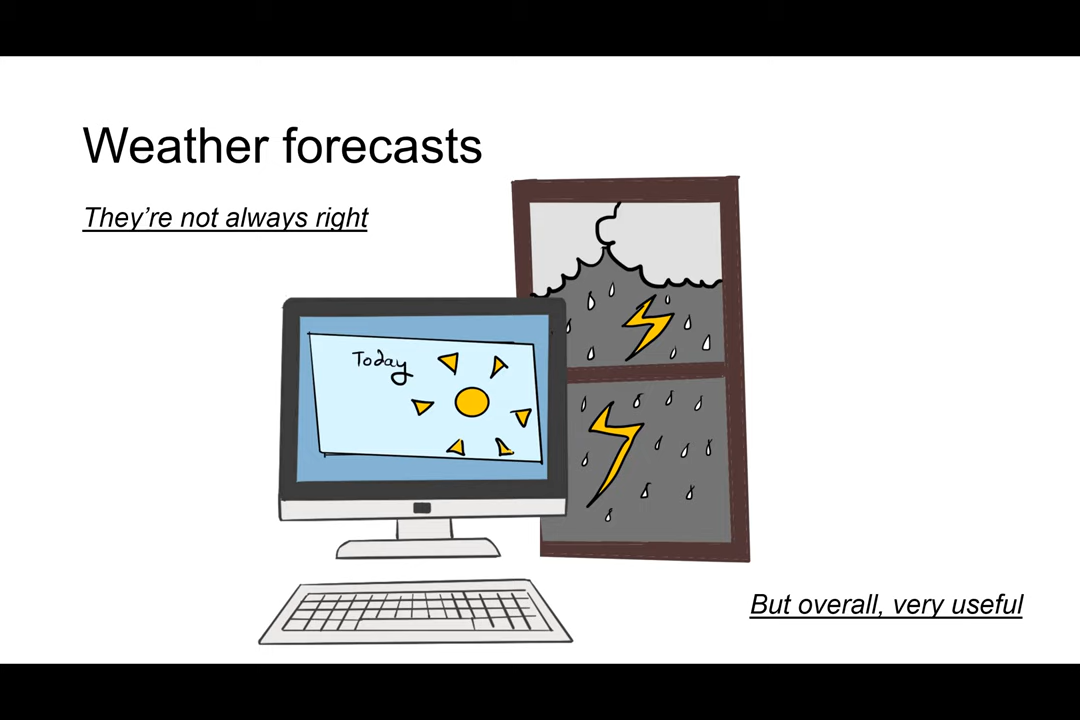 Weather forecasts
They’re not always right
Today
But overall, very useful